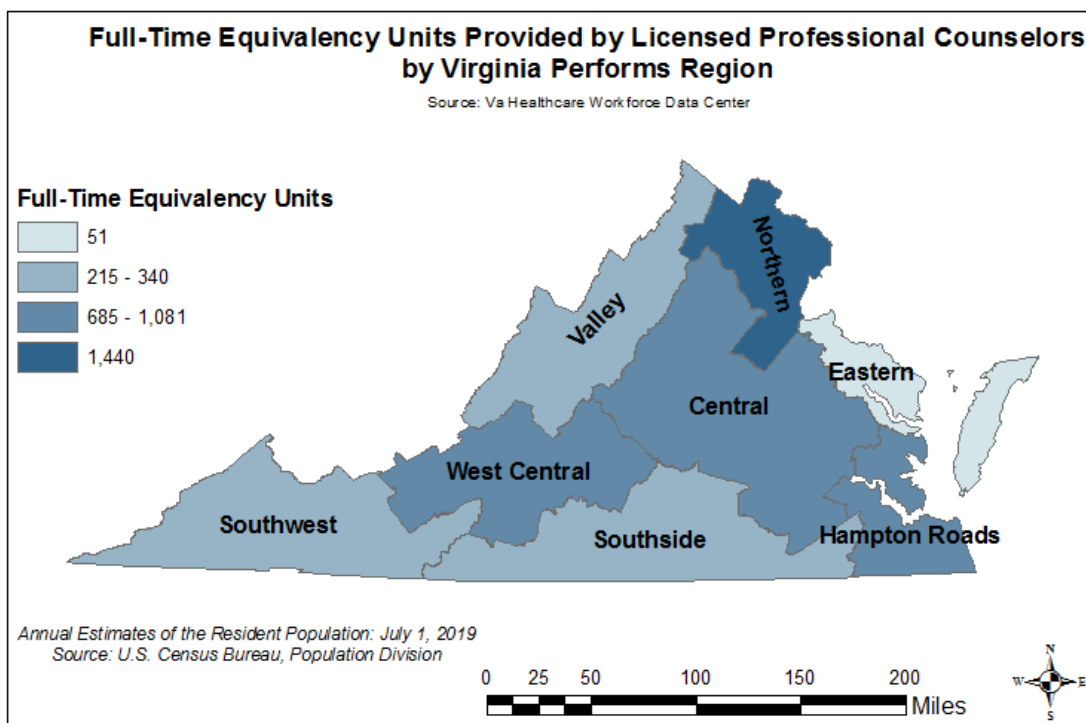 Full-Time Equivalency Units Provided by Licensed Professional Counselors
by Virginia Performs Region
Source: Va Healthcare Workforce Data Center
Full-Time Equivalency Units
51
215 - 340
685 - 1,081
1,440
Northern
Valley
Eastern
Central
West Central
Southwest
Southside
Hampton Roads
Annual Estimates of the Resident Population: July 1, 2019
Source: U.S. Census Bureau, Population Division
0 25 50 100 150 200
Miles
N
W E
S